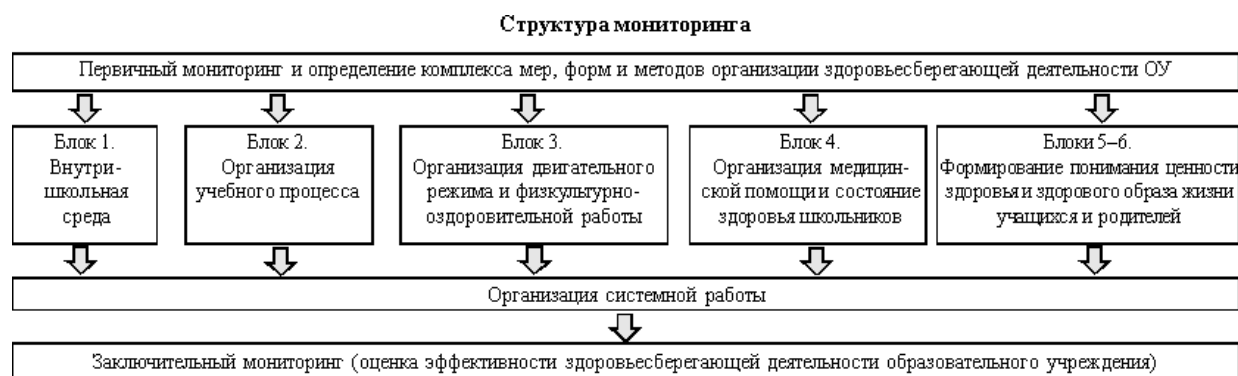 Структура мониторинга
Первичный мониторинг и определение комплекса мер, форм и методов организации здоровьесберегающей деятельности ОУ
Блок 1.
Внутри-
школьная
среда
Блок 2.
Организация
учебного процесса
Блок 3.
Организация двигательного
режима и физкультурно-
оздоровительной работы
Блок 4.
Организация медицин-
ской помощи и состояние
здоровья школьников
Блоки 5–6.
Формирование понимания ценности
здоровья и здорового образа жизни
учащихся и родителей
Организация системной работы
Заключительный мониторинг (оценка эффективности здоровьесберегающей деятельности образовательного учреждения)